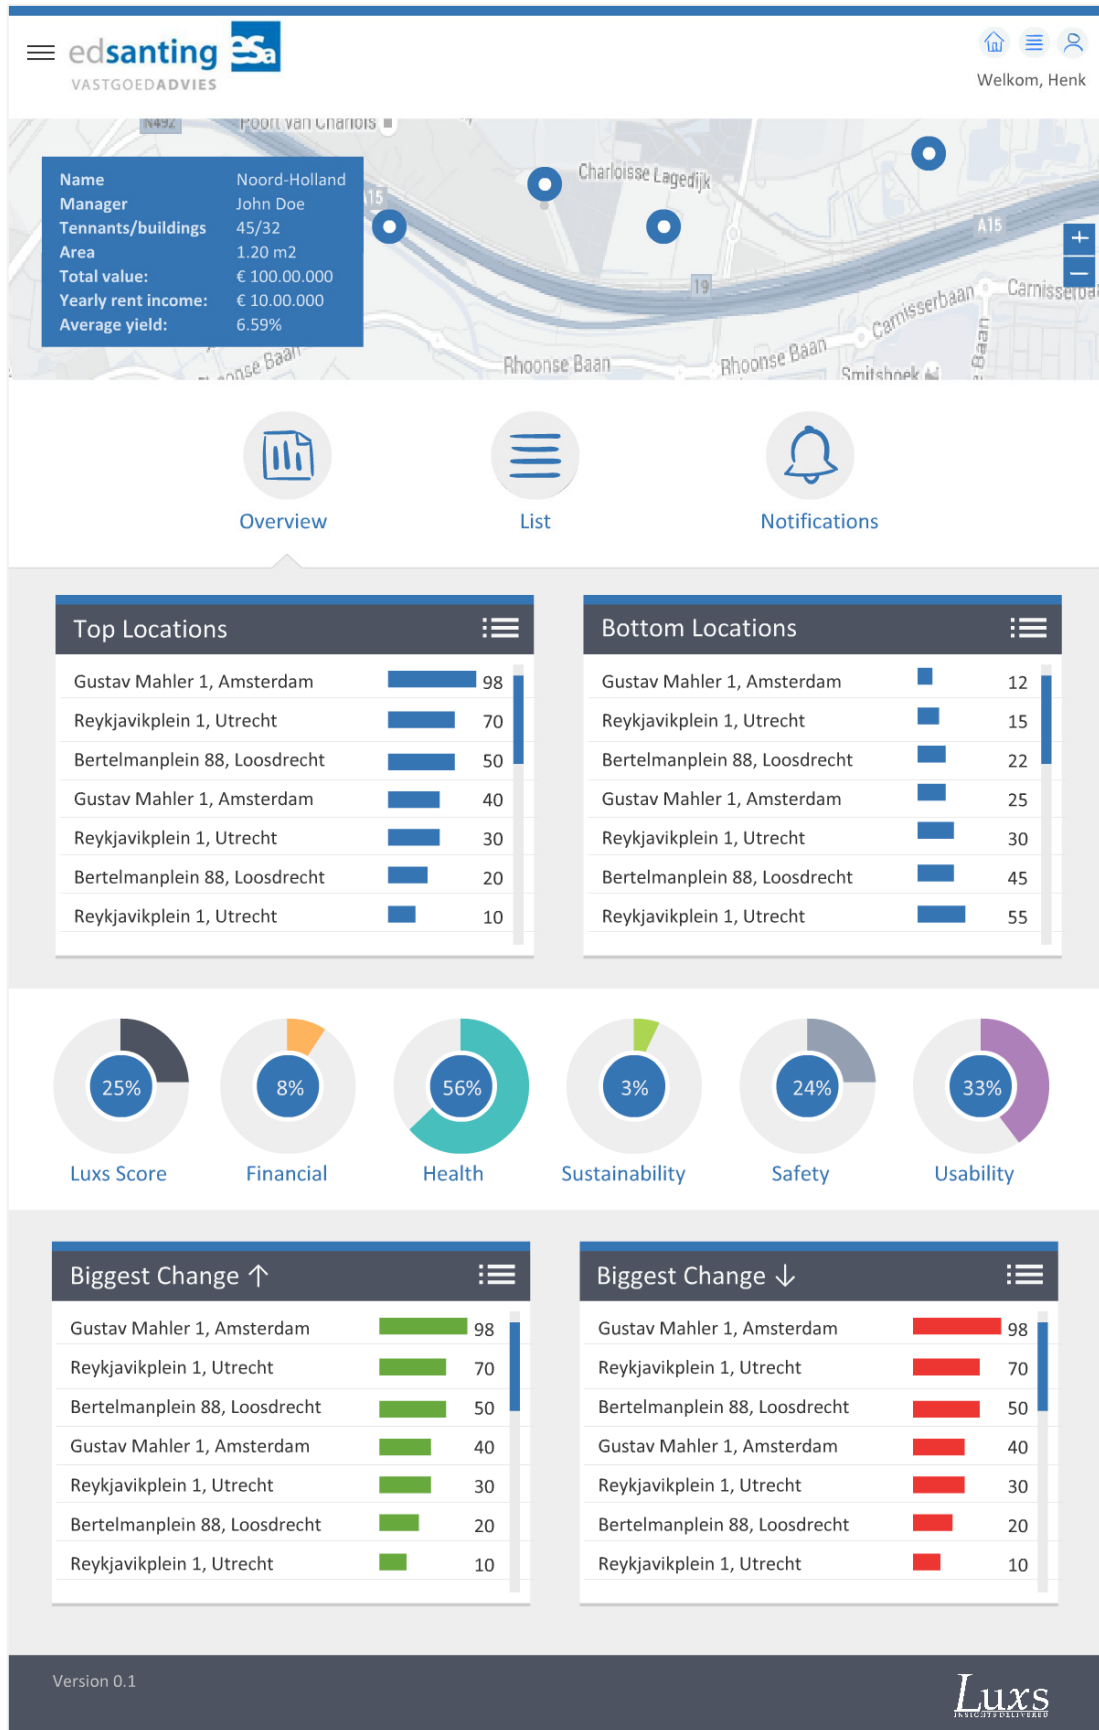 edsanting esa
VASTGOEDADVIES
Welkom, Henk
N492
Poort van Charlois
Charloisse Lagedijk
A15
A15
19
Carnisserbaan
Carnisserbaa
Rhoonse Baan
Rhoonse Baan
Smitshoek
Name Noord-Holland
Manager John Doe
Tennants/buildings 45/32
Area 1.20 m2
Total value: € 100.00.000
Yearly rent income: € 10.00.000
Average yield: 6.59%
Overview
List
Notifications
Top Locations
Gustav Mahler 1, Amsterdam 98
Reykjavikplein 1, Utrecht 70
Bertelmanplein 88, Loosdrecht 50
Gustav Mahler 1, Amsterdam 40
Reykjavikplein 1, Utrecht 30
Bertelmanplein 88, Loosdrecht 20
Reykjavikplein 1, Utrecht 10
Bottom Locations
Gustav Mahler 1, Amsterdam 12
Reykjavikplein 1, Utrecht 15
Bertelmanplein 88, Loosdrecht 22
Gustav Mahler 1, Amsterdam 25
Reykjavikplein 1, Utrecht 30
Bertelmanplein 88, Loosdrecht 45
Reykjavikplein 1, Utrecht 55
25%
8%
56%
3%
24%
33%
Luxs Score
Financial
Health
Sustainability
Safety
Usability
Biggest Change ↑
Gustav Mahler 1, Amsterdam 98
Reykjavikplein 1, Utrecht 70
Bertelmanplein 88, Loosdrecht 50
Gustav Mahler 1, Amsterdam 40
Reykjavikplein 1, Utrecht 30
Bertelmanplein 88, Loosdrecht 20
Reykjavikplein 1, Utrecht 10
Biggest Change ↓
Gustav Mahler 1, Amsterdam 98
Reykjavikplein 1, Utrecht 70
Bertelmanplein 88, Loosdrecht 50
Gustav Mahler 1, Amsterdam 40
Reykjavikplein 1, Utrecht 30
Bertelmanplein 88, Loosdrecht 20
Reykjavikplein 1, Utrecht 10
Version 0.1
Luxs
INSIGHTS DELIVERED